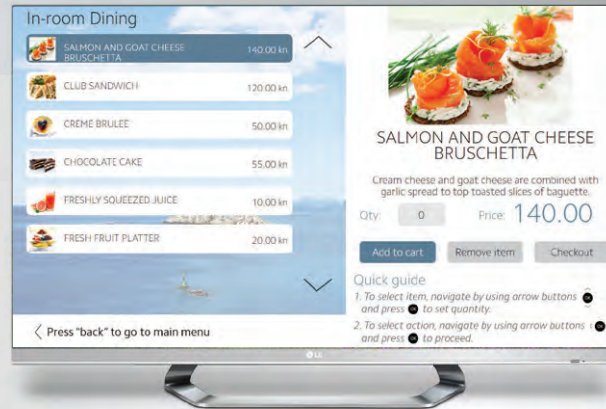 In-room Dining
SALMON AND GOAT CHEESE
BRUSCHETTA
140.00 kn
CLUB SANDWICH
120.00 kn
CREME BRULEE
50.00 kn
CHOCOLATE CAKE
55.00 kn
FRESHLY SQUEEZED JUICE
10.00 kn
FRESH FRUIT PLATTER
20.00 kn
Press "back" to go to main menu
SALMON AND GOAT CHEESE
BRUSCHETTA
Cream cheese and goat cheese are combined with
garlic spread to top toasted slices of baguette.
Qty: 0 Price: 140.00
Add to cart Remove item Checkout
Quick guide
1. To select item, navigate by using arrow buttons OK
and press OK to set quantity.
2. To select action, navigate by using arrow buttons OK
and press OK to proceed.
LG